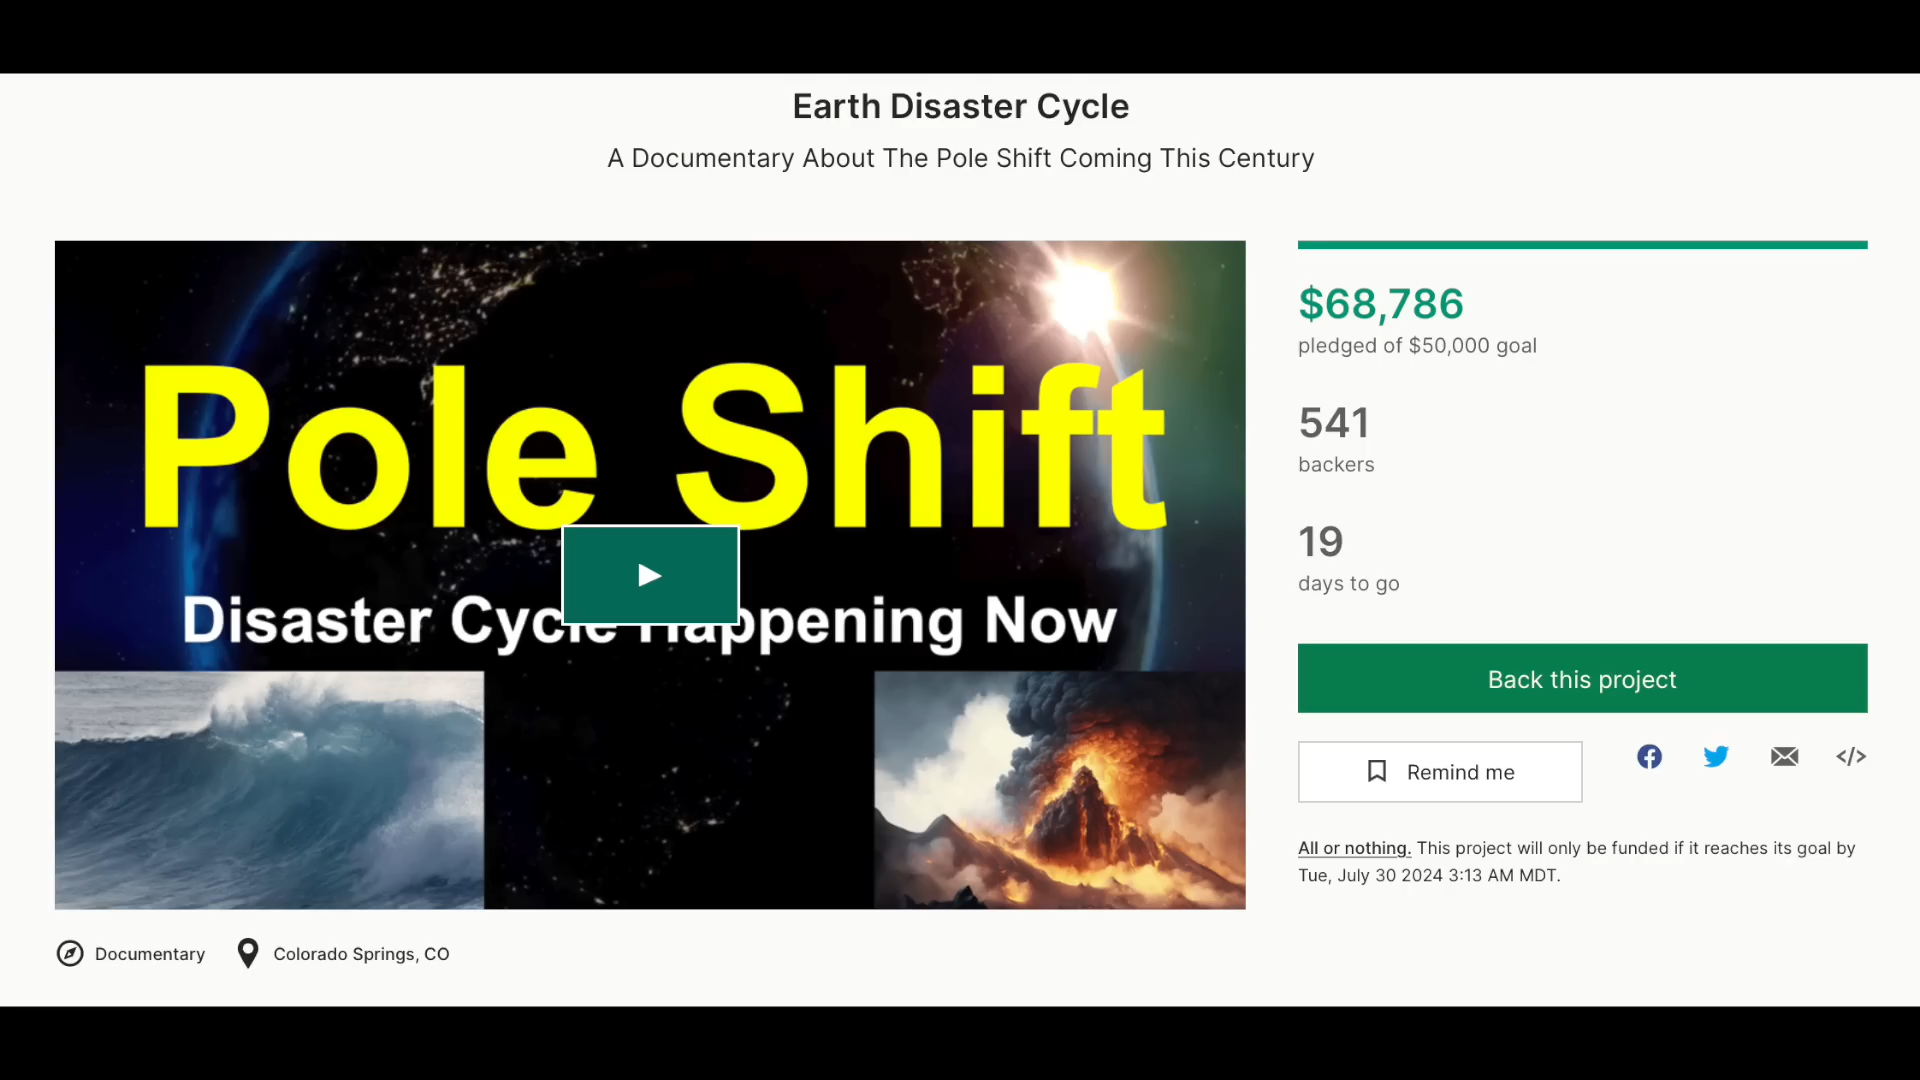 Earth Disaster Cycle
A Documentary About The Pole Shift Coming This Century
Pole Shift
Disaster Cycle Happening Now
$68,786
pledged of $50,000 goal
541
backers
19
days to go
Back this project
Remind me
All or nothing. This project will only be funded if it reaches its goal by
Tue, July 30 2024 3:13 AM MDT.
Documentary
Colorado Springs, CO